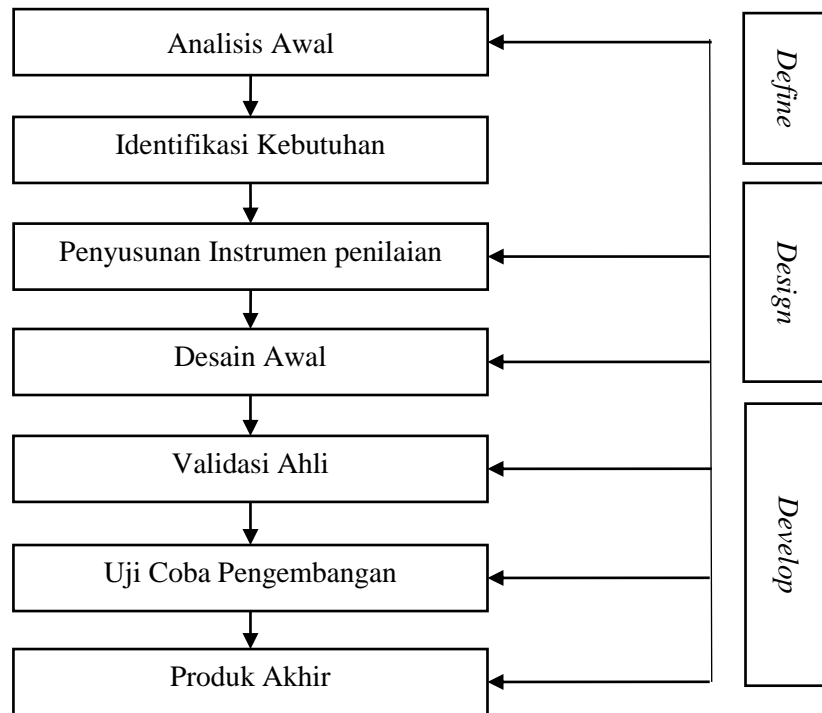 Analisis Awal
Identifikasi Kebutuhan
Penyusunan Instrumen penilaian
Desain Awal
Validasi Ahli
Uji Coba Pengembangan
Produk Akhir
Define
Design
Develop